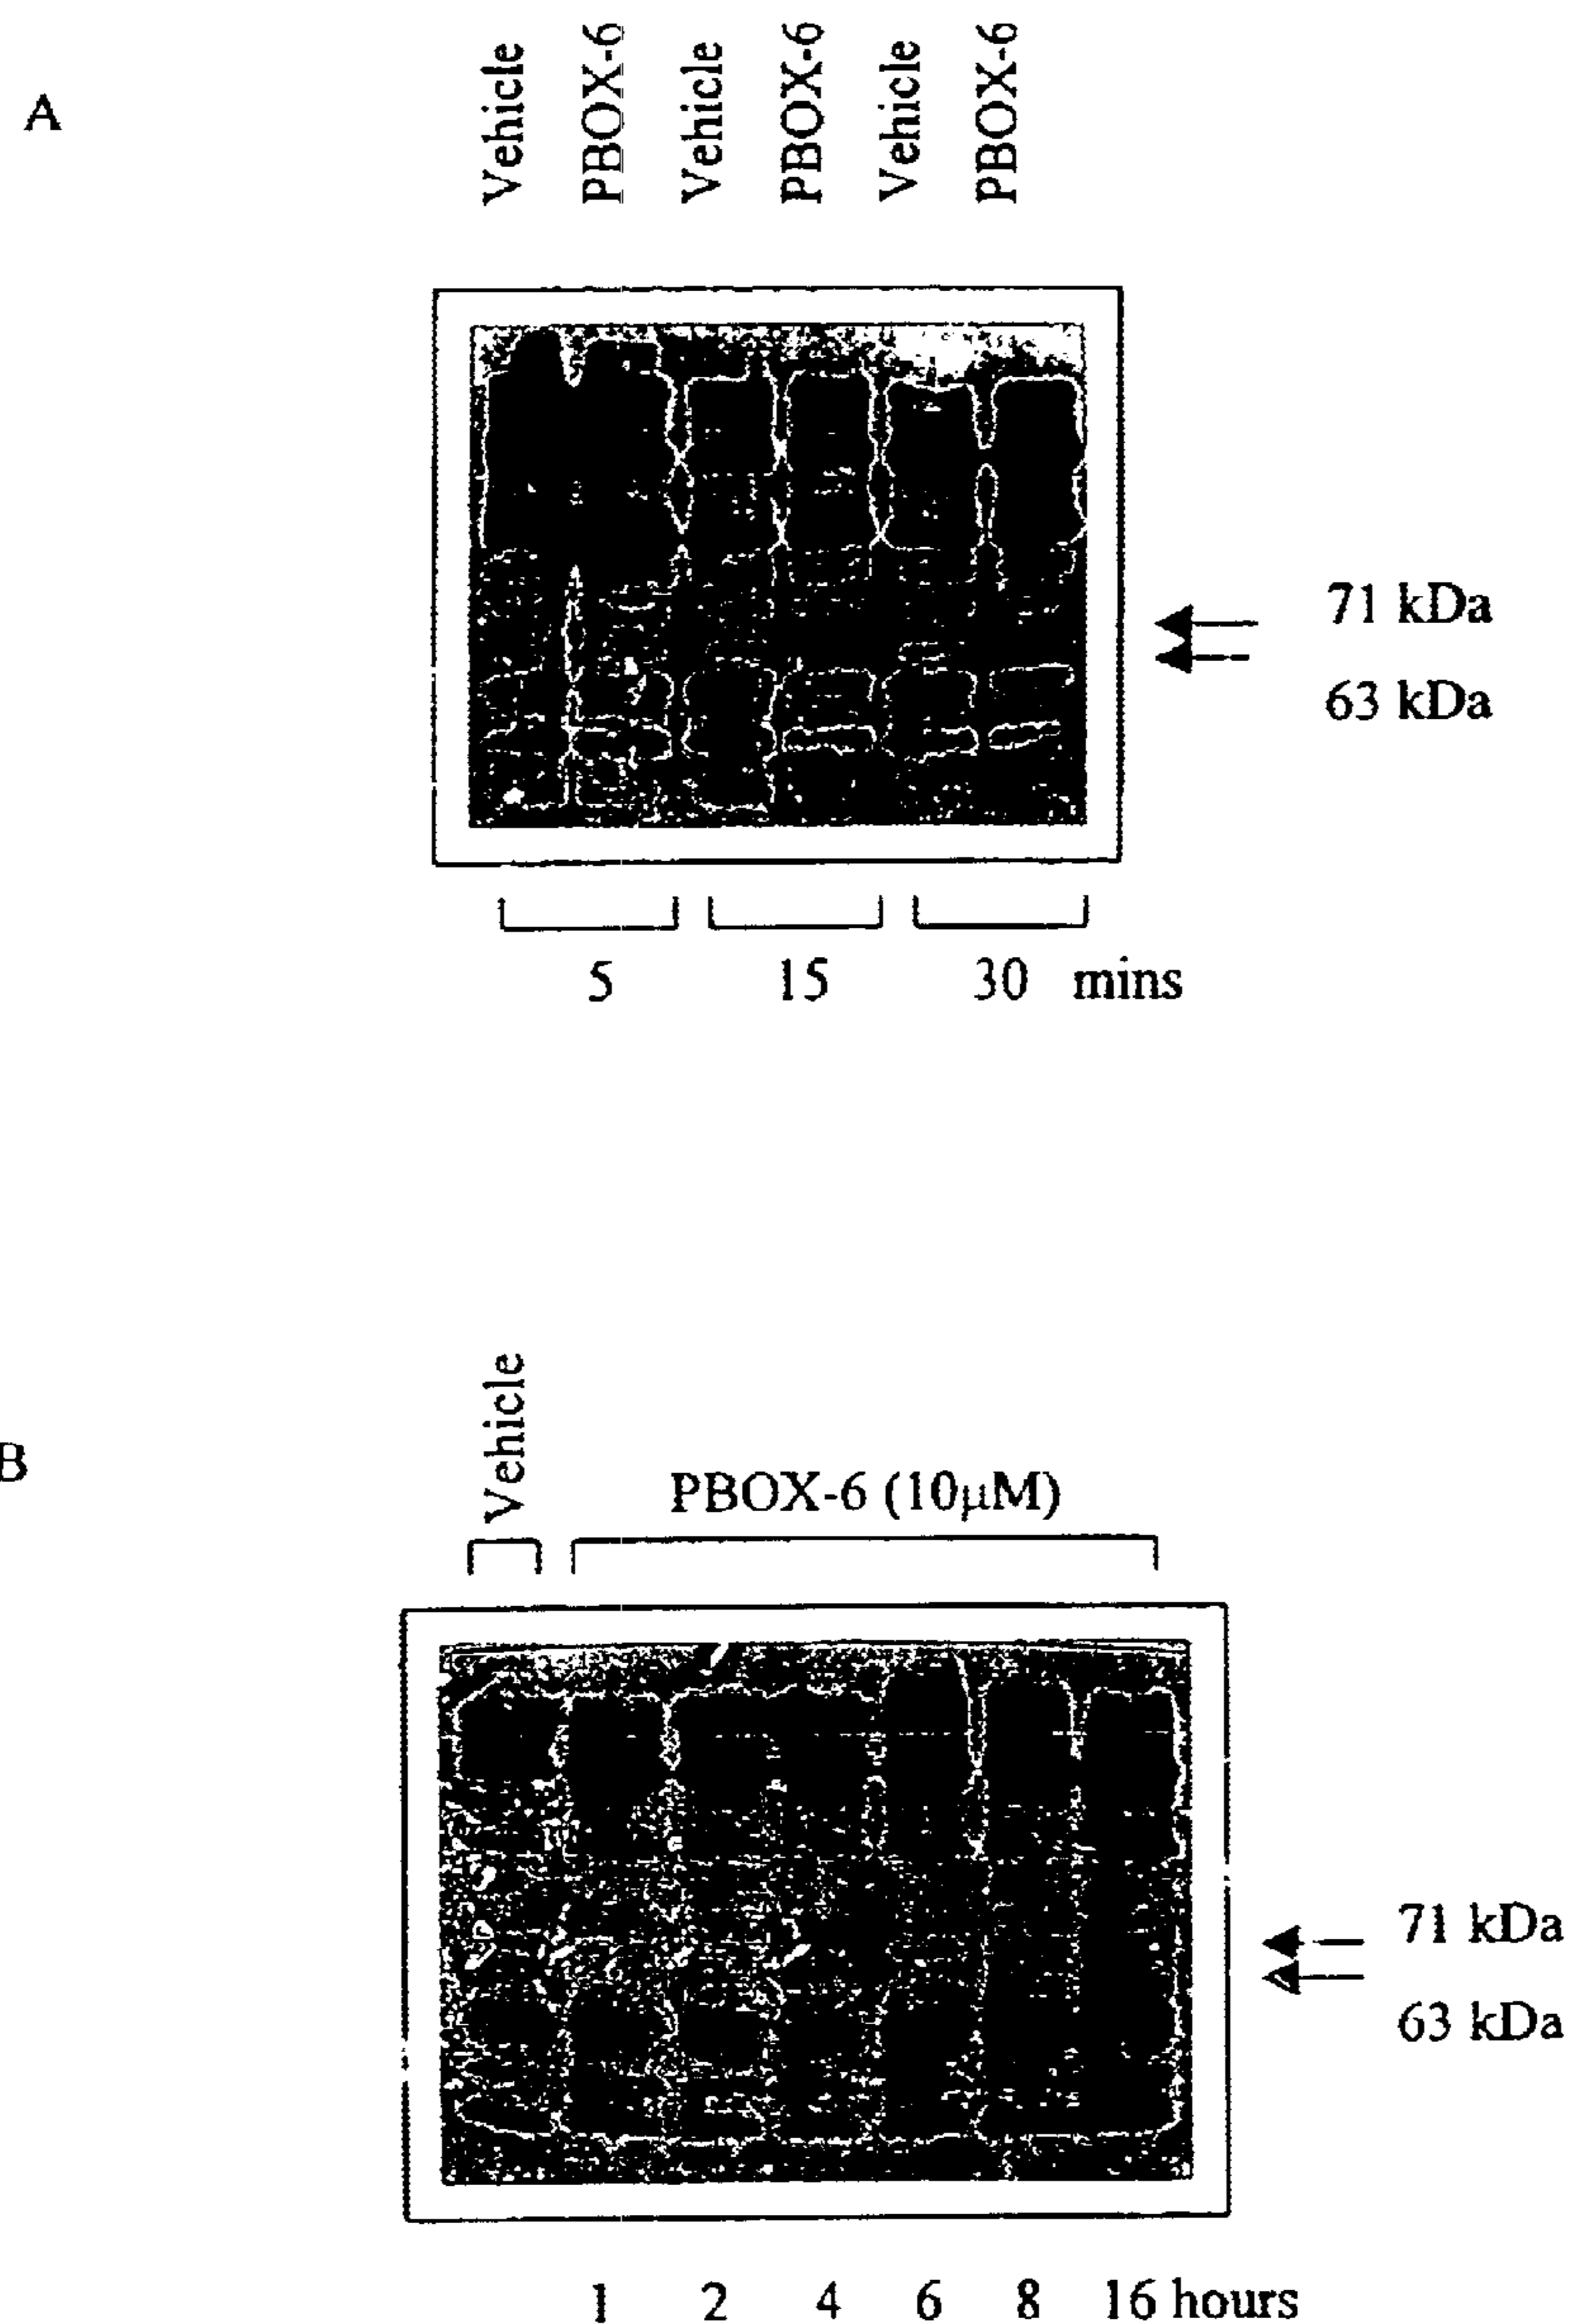 A
Vehicle PBOX-6 Vehicle PBOX-6 Vehicle PBOX-6
71 kDa
63 kDa
5 15 30 mins
B
Vehicle
PBOX-6 (10μM)
71 kDa
63 kDa
1 2 4 6 8 16 hours